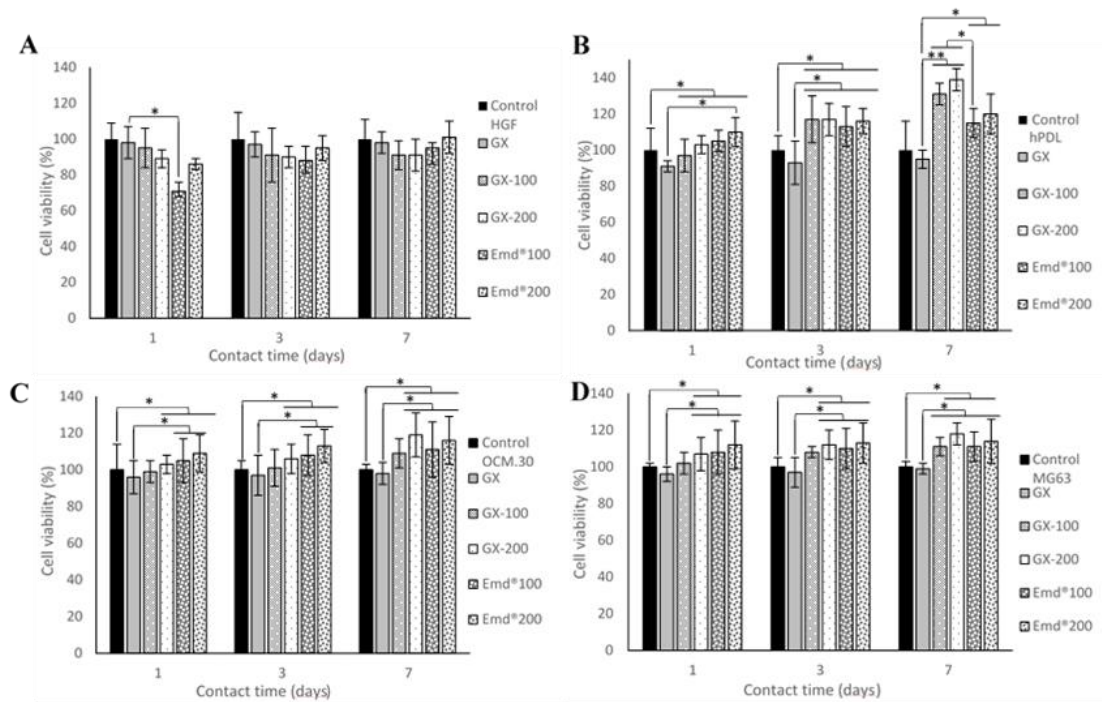 A
140
120
100
80
60
40
20
0
Cell viability (%)
*
1
3
7
Contact time (days)
Control
HGF
GX
GX-100
GX-200
Emd®100
Emd®200
B
140
120
100
80
60
40
20
0
Cell viability (%)
*
*
*
*
*
*
**
1
3
7
Contact time (days)
Control
hPDL
GX
GX-100
GX-200
Emd®100
Emd®200
C
140
120
100
80
60
40
20
0
Cell viability (%)
*
*
*
*
*
*
1
3
7
Contact time (days)
Control
OCM.30
GX
GX-100
GX-200
Emd®100
Emd®200
D
140
120
100
80
60
40
20
0
Cell viability (%)
*
*
*
*
*
*
1
3
7
Contact time (days)
Control
MG63
GX
GX-100
GX-200
Emd®100
Emd®200